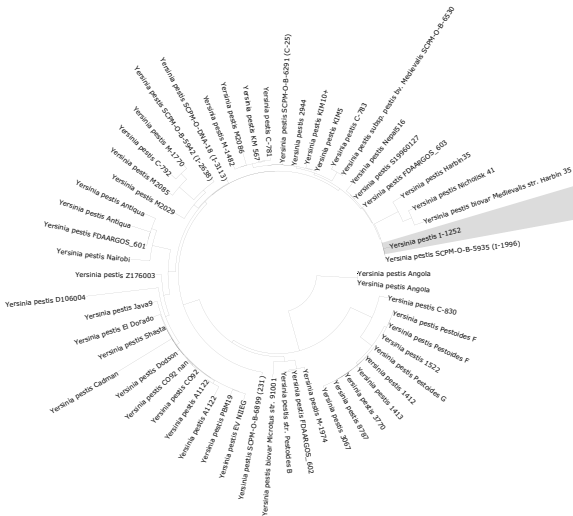 Yersinia pestis SCPM-O-B-6291 (C-25)
Yersinia pestis 2944
Yersinia pestis KIM10+
Yersinia pestis KIM5
Yersinia pestis C-783
Yersinia pestis subsp. pestis bv. Medievalis SCPM-O-B-6530
Yersinia pestis Nepal516
Yersinia pestis S19960127
Yersinia pestis FDAARGOS_603
Yersinia pestis Harbin35
Yersinia pestis Nicholisk 41
Yersinia pestis biovar Medievalis str. Harbin 35
Yersinia pestis I-1252
Yersinia pestis SCPM-O-B-5935 (I-1996)
Yersinia pestis Angola
Yersinia pestis Angola
Yersinia pestis C-830
Yersinia pestis Pestoides F
Yersinia pestis Pestoides F
Yersinia pestis 1522
Yersinia pestis Pestoides G
Yersinia pestis 1412
Yersinia pestis 1413
Yersinia pestis 3770
Yersinia pestis 8787
Yersinia pestis 3067
Yersinia pestis M-1974
Yersinia pestis FDAARGOS_602
Yersinia pestis str. Pestoides B
Yersinia pestis biovar Microtus str. 91001
Yersinia pestis SCPM-O-B-6899 (231)
Yersinia pestis EV NIIEG
Yersinia pestis PBM19
Yersinia pestis A1122
Yersinia pestis A1122
Yersinia pestis CO92
Yersinia pestis CO92_nan
Yersinia pestis Dodson
Yersinia pestis Cadman
Yersinia pestis Shasta
Yersinia pestis El Dorado
Yersinia pestis Java9
Yersinia pestis D106004
Yersinia pestis Z176003
Yersinia pestis Nairobi
Yersinia pestis FDAARGOS_601
Yersinia pestis Antiqua
Yersinia pestis Antiqua
Yersinia pestis M2029
Yersinia pestis M2085
Yersinia pestis C-792
Yersinia pestis M-1770
Yersinia pestis SCPM-O-B-5942 (I-2638)
Yersinia pestis SCPM-O-DNA-18 (I-3113)
Yersinia pestis M-1482
Yersinia pestis M2086
Yersinia pestis KM 567
Yersinia pestis C-781